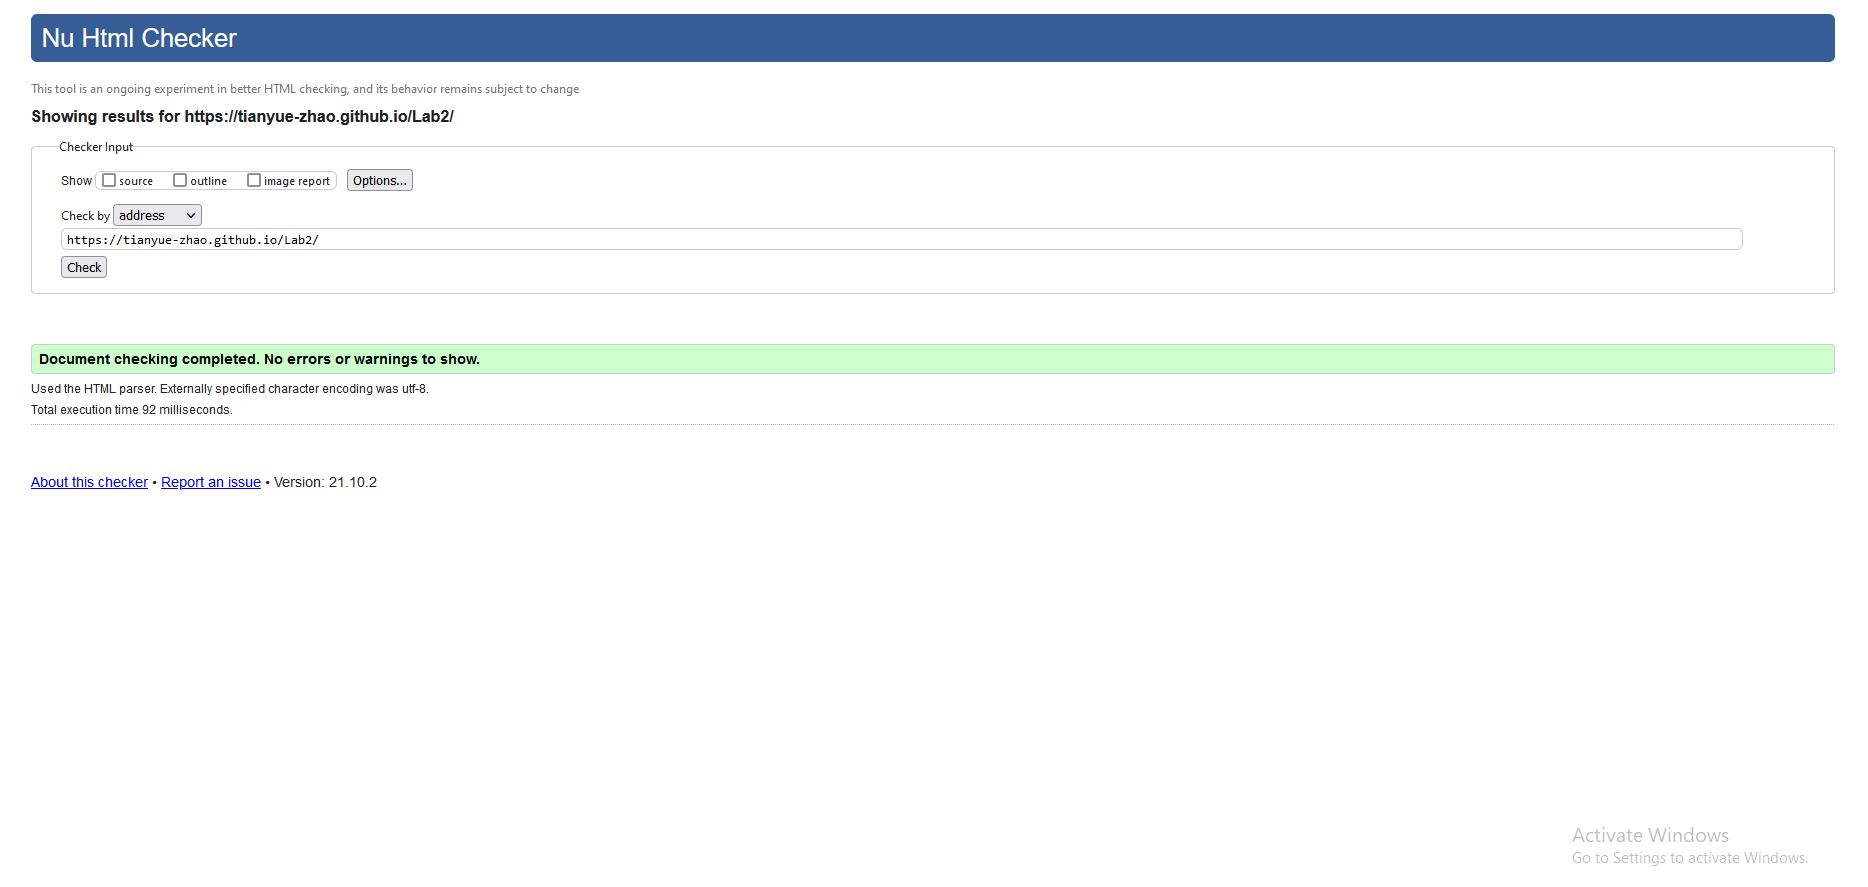 Nu Html Checker
This tool is an ongoing experiment in better HTML checking, and its behavior remains subject to change
Showing results for https://tianyue-zhao.github.io/Lab2/
Checker Input
Show source outline image report Options...
Check by address
https://tianyue-zhao.github.io/Lab2/
Check
Document checking completed. No errors or warnings to show.
Used the HTML parser. Externally specified character encoding was utf-8.
Total execution time 92 milliseconds.
About this checker • Report an issue • Version: 21.10.2
Activate Windows
Go to Settings to activate Windows.